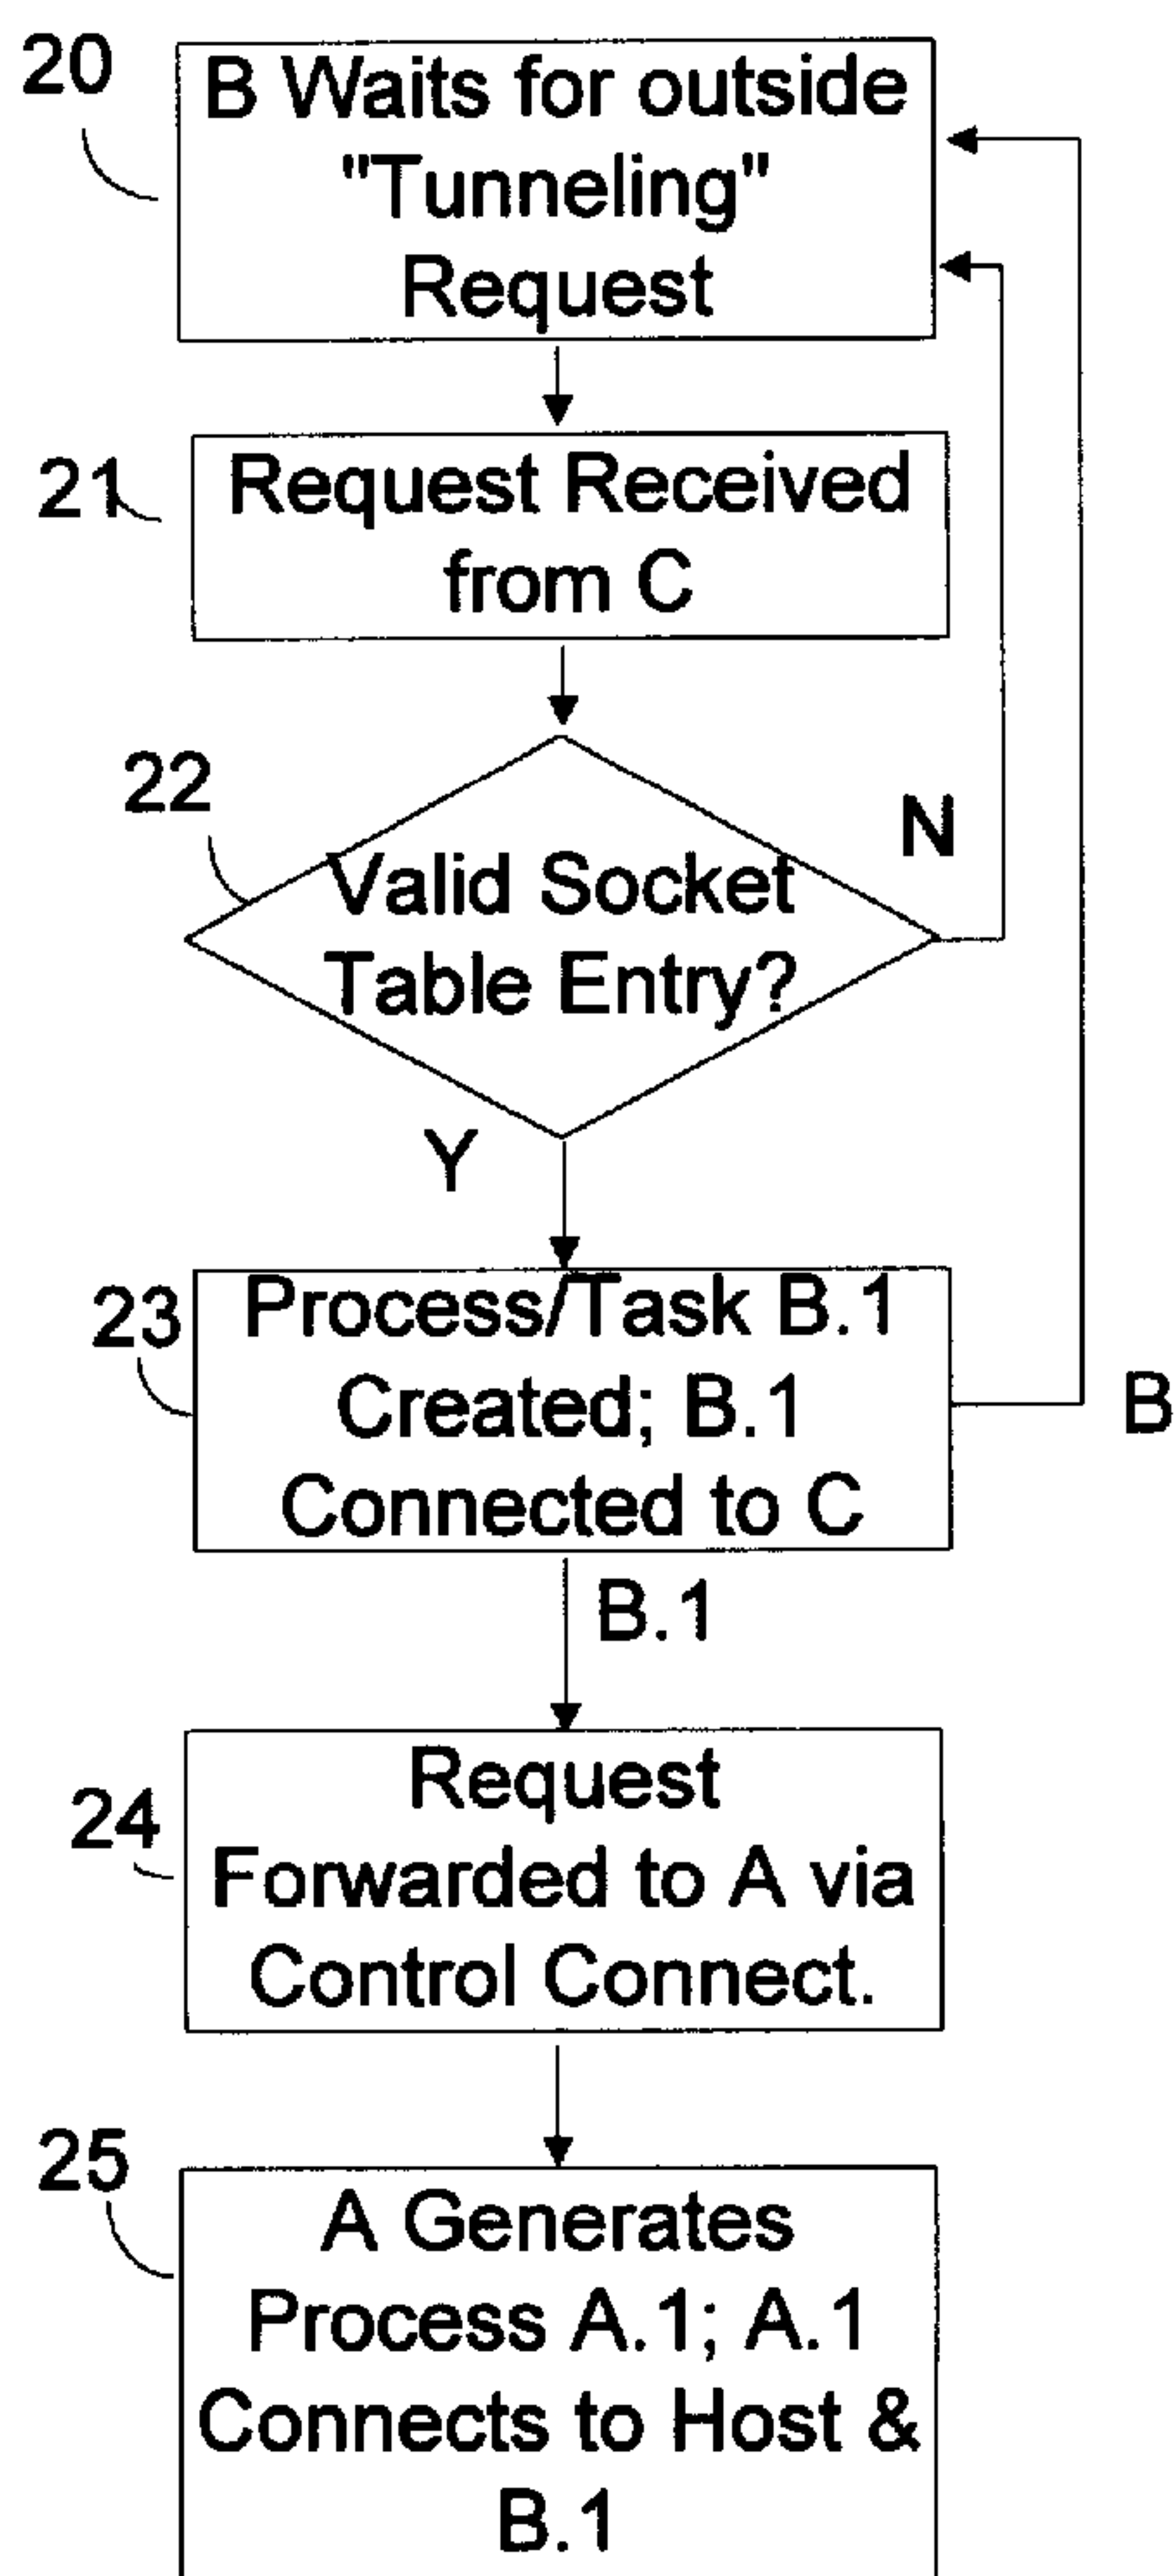 20
B Waits for outside
"Tunneling"
Request
21
Request Received
from C
22
N
Valid Socket
Table Entry?
Y
23
Process/Task B.1
Created; B.1
Connected to C
B
B.1
24
Request
Forwarded to A via
Control Connect.
25
A Generates
Process A.1; A.1
Connects to Host &
B.1